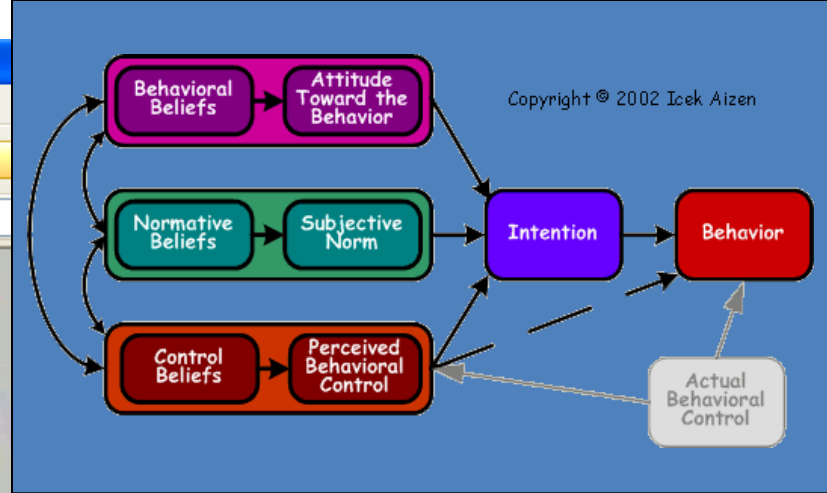 Behavioral
Beliefs
Attitude
Toward the
Behavior
Copyright © 2002 Icek Aizen
Normative
Beliefs
Subjective
Norm
Intention
Behavior
Control
Beliefs
Perceived
Behavioral
Control
Actual
Behavioral
Control